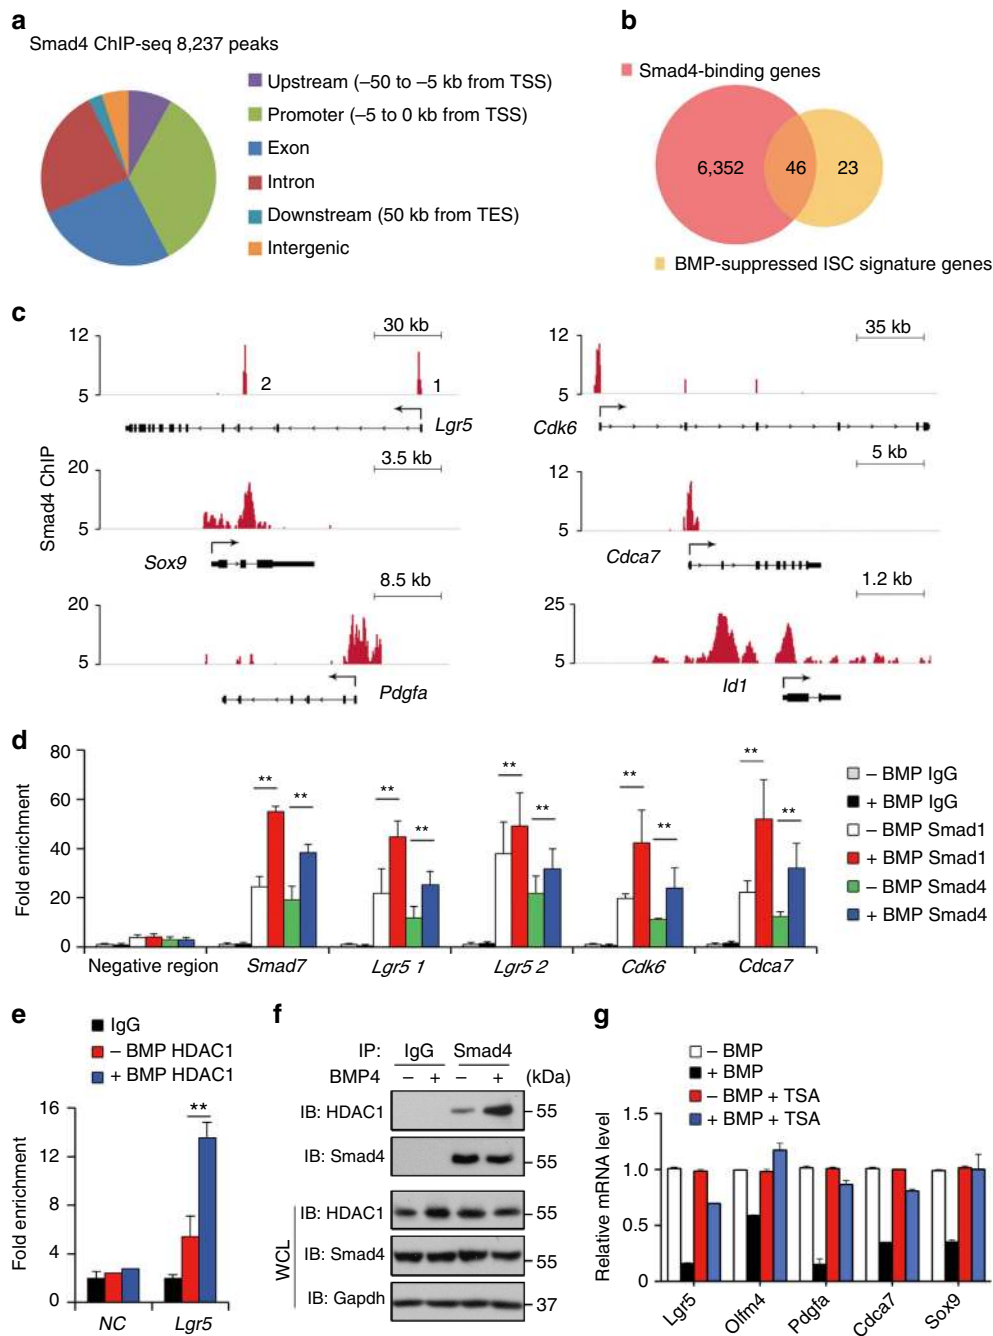 a
Smad4 ChIP-seq 8,237 peaks
Upstream (–50 to –5 kb from TSS)
Promoter (–5 to 0 kb from TSS)
Exon
Intron
Downstream (50 kb from TES)
Intergenic
b
Smad4-binding genes
6,352 46 23
BMP-suppressed ISC signature genes
c
Smad4 ChIP
12
5
30 kb
2
1
Lgr5
20
5
3.5 kb
Sox9
20
5
8.5 kb
Pdgfa
12
5
35 kb
Cdk6
12
5
5 kb
Cdca7
25
5
1.2 kb
Id1
d
Fold enrichment
80
60
40
20
0
** ** ** ** ** ** ** ** ** **
Negative region Smad7 Lgr5 1 Lgr5 2 Cdk6 Cdca7
– BMP IgG
+ BMP IgG
– BMP Smad1
+ BMP Smad1
– BMP Smad4
+ BMP Smad4
e
IgG
– BMP HDAC1
+ BMP HDAC1
Fold enrichment
16
12
8
4
0
**
NC Lgr5
f
IP: IgG Smad4
BMP4 – + – + (kDa)
IB: HDAC1 55
IB: Smad4 55
WCL
IB: HDAC1 55
IB: Smad4 55
IB: Gapdh 37
g
– BMP
+ BMP
– BMP + TSA
+ BMP + TSA
Relative mRNA level
1.5
1.0
0.5
0
Lgr5 Olfm4 Pdgfa Cdca7 Sox9